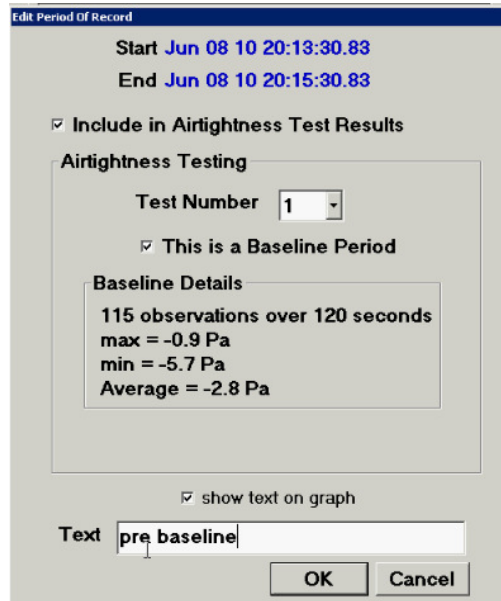 Edit Period Of Record
Start Jun 08 10 20:13:30.83
End Jun 08 10 20:15:30.83
Include in Airtightness Test Results
Airtightness Testing
Test Number 1
This is a Baseline Period
Baseline Details
115 observations over 120 seconds
max = -0.9 Pa
min = -5.7 Pa
Average = -2.8 Pa
show text on graph
Text pre baseline
OK Cancel